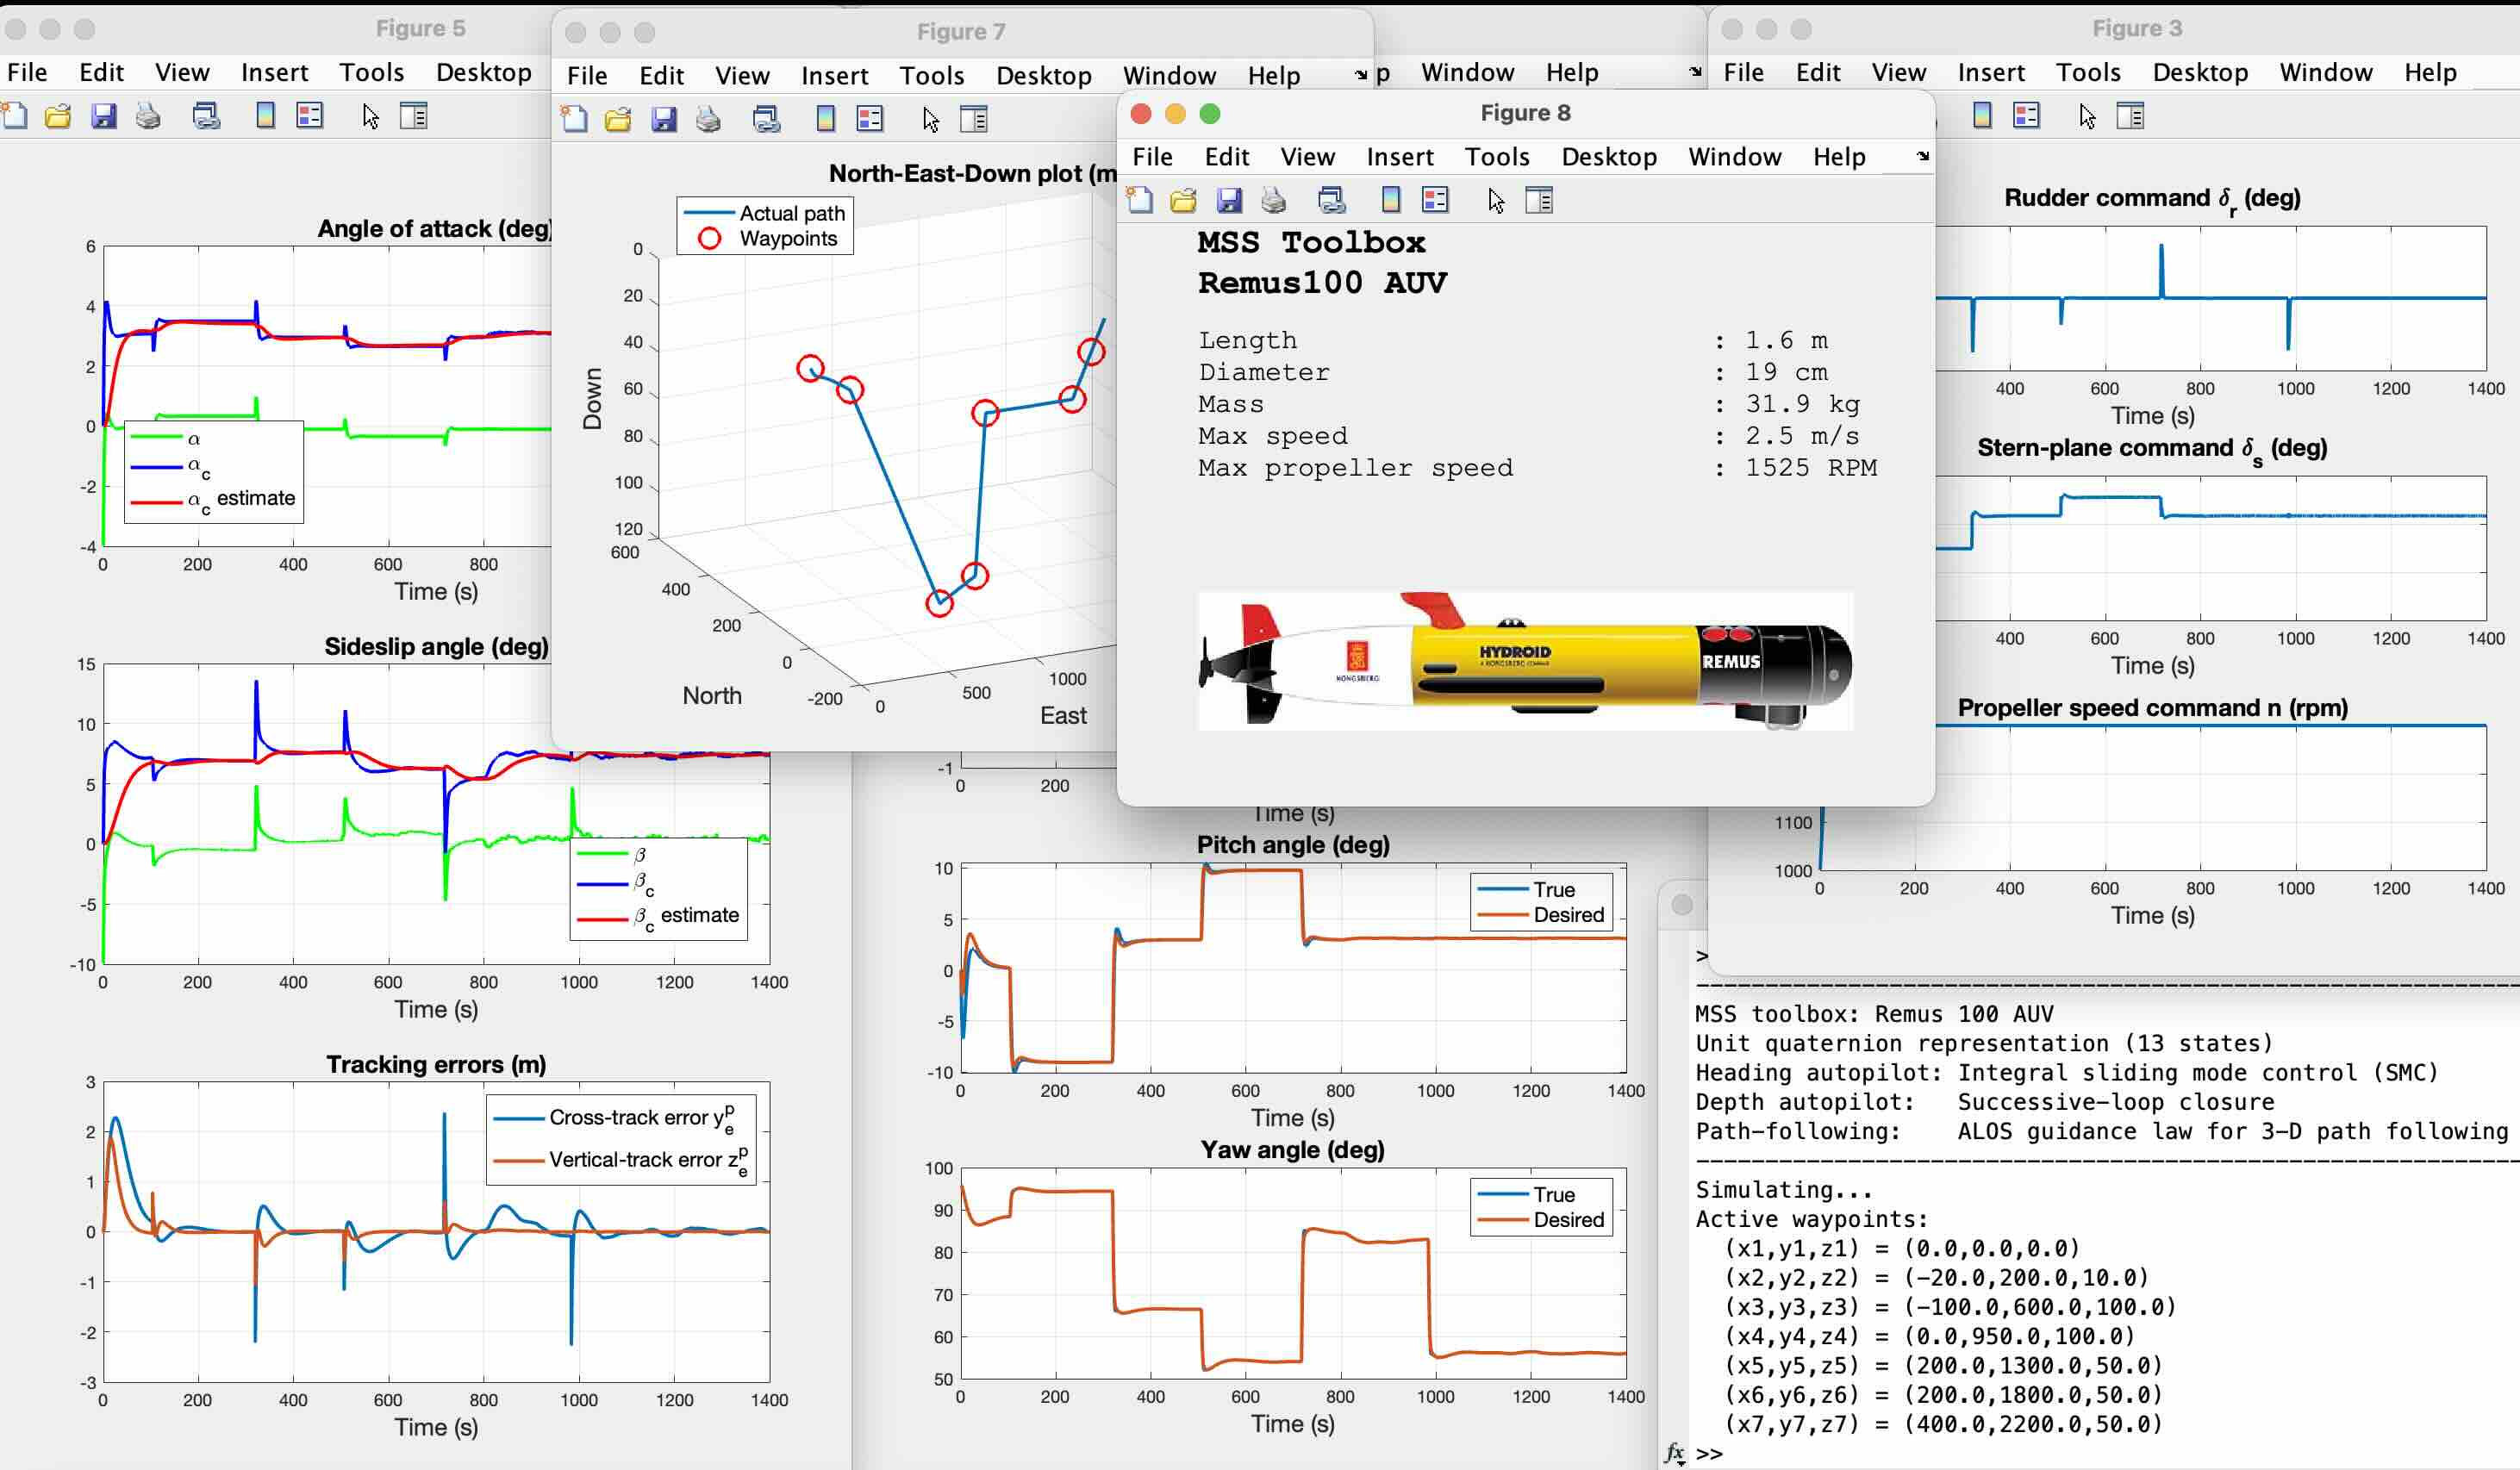 Figure 5
File Edit View Insert Tools Desktop
Angle of attack (deg)
6
4
2
0
-2
-4
α
αc
αc estimate
0 200 400 600 800
Time (s)
Sideslip angle (deg)
15
10
5
0
-5
-10
β
βc
βc estimate
0 200 400 600 800 1000 1200 1400
Time (s)
Tracking errors (m)
3
2
1
0
-1
-2
-3
Cross-track error y_e^p
Vertical-track error z_e^p
0 200 400 600 800 1000 1200 1400
Time (s)
Figure 7
File Edit View Insert Tools Desktop Window Help
North-East-Down plot (m
Actual path
Waypoints
0
20
40
60
80
100
120
Down
600
400
200
0
-200
North
0
500
1000
East
p Window Help
-1
0 200
Time (s)
Pitch angle (deg)
10
5
0
-5
-10
True
Desired
0 200 400 600 800 1000 1200 1400
Time (s)
Yaw angle (deg)
100
90
80
70
60
50
True
Desired
0 200 400 600 800 1000 1200 1400
Time (s)
Figure 8
File Edit View Insert Tools Desktop Window Help
MSS Toolbox
Remus100 AUV
Length : 1.6 m
Diameter : 19 cm
Mass : 31.9 kg
Max speed : 2.5 m/s
Max propeller speed : 1525 RPM
KONGSBERG
HYDROID
A KONGSBERG COMPANY
REMUS
Figure 3
File Edit View Insert Tools Desktop Window Help
Rudder command δr (deg)
400 600 800 1000 1200 1400
Time (s)
Stern-plane command δs (deg)
400 600 800 1000 1200 1400
Time (s)
Propeller speed command n (rpm)
1100
1000
0 200 400 600 800 1000 1200 1400
Time (s)
>
MSS toolbox: Remus 100 AUV
Unit quaternion representation (13 states)
Heading autopilot: Integral sliding mode control (SMC)
Depth autopilot: Successive-loop closure
Path-following: ALOS guidance law for 3-D path following
Simulating...
Active waypoints:
(x1,y1,z1) = (0.0,0.0,0.0)
(x2,y2,z2) = (-20.0,200.0,10.0)
(x3,y3,z3) = (-100.0,600.0,100.0)
(x4,y4,z4) = (0.0,950.0,100.0)
(x5,y5,z5) = (200.0,1300.0,50.0)
(x6,y6,z6) = (200.0,1800.0,50.0)
(x7,y7,z7) = (400.0,2200.0,50.0)
fx >>